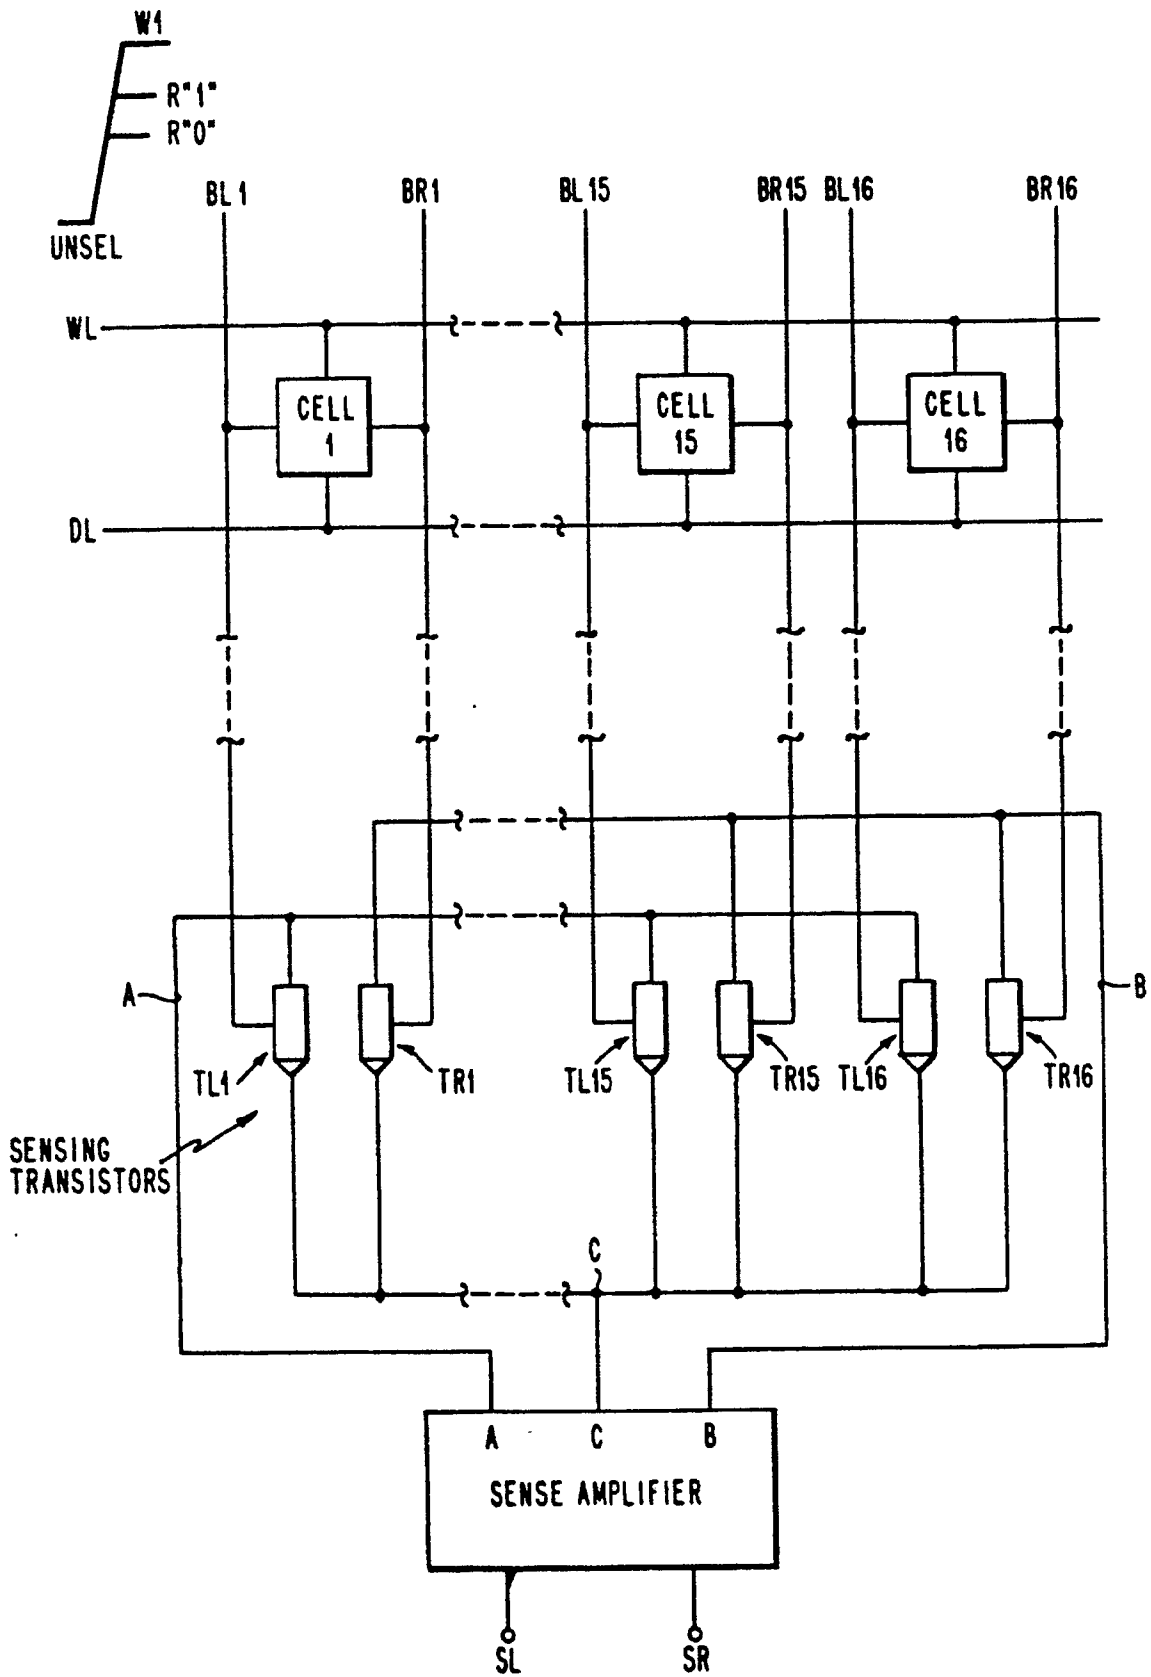 W1
R"1"
R"0"
UNSEL
BL1 BR1 BL15 BR15 BL16 BR16
WL
CELL 1
CELL 15
CELL 16
DL
A
B
TL1
TR1
TL15
TR15
TL16
TR16
SENSING
TRANSISTORS
C
A C B
SENSE AMPLIFIER
SL SR